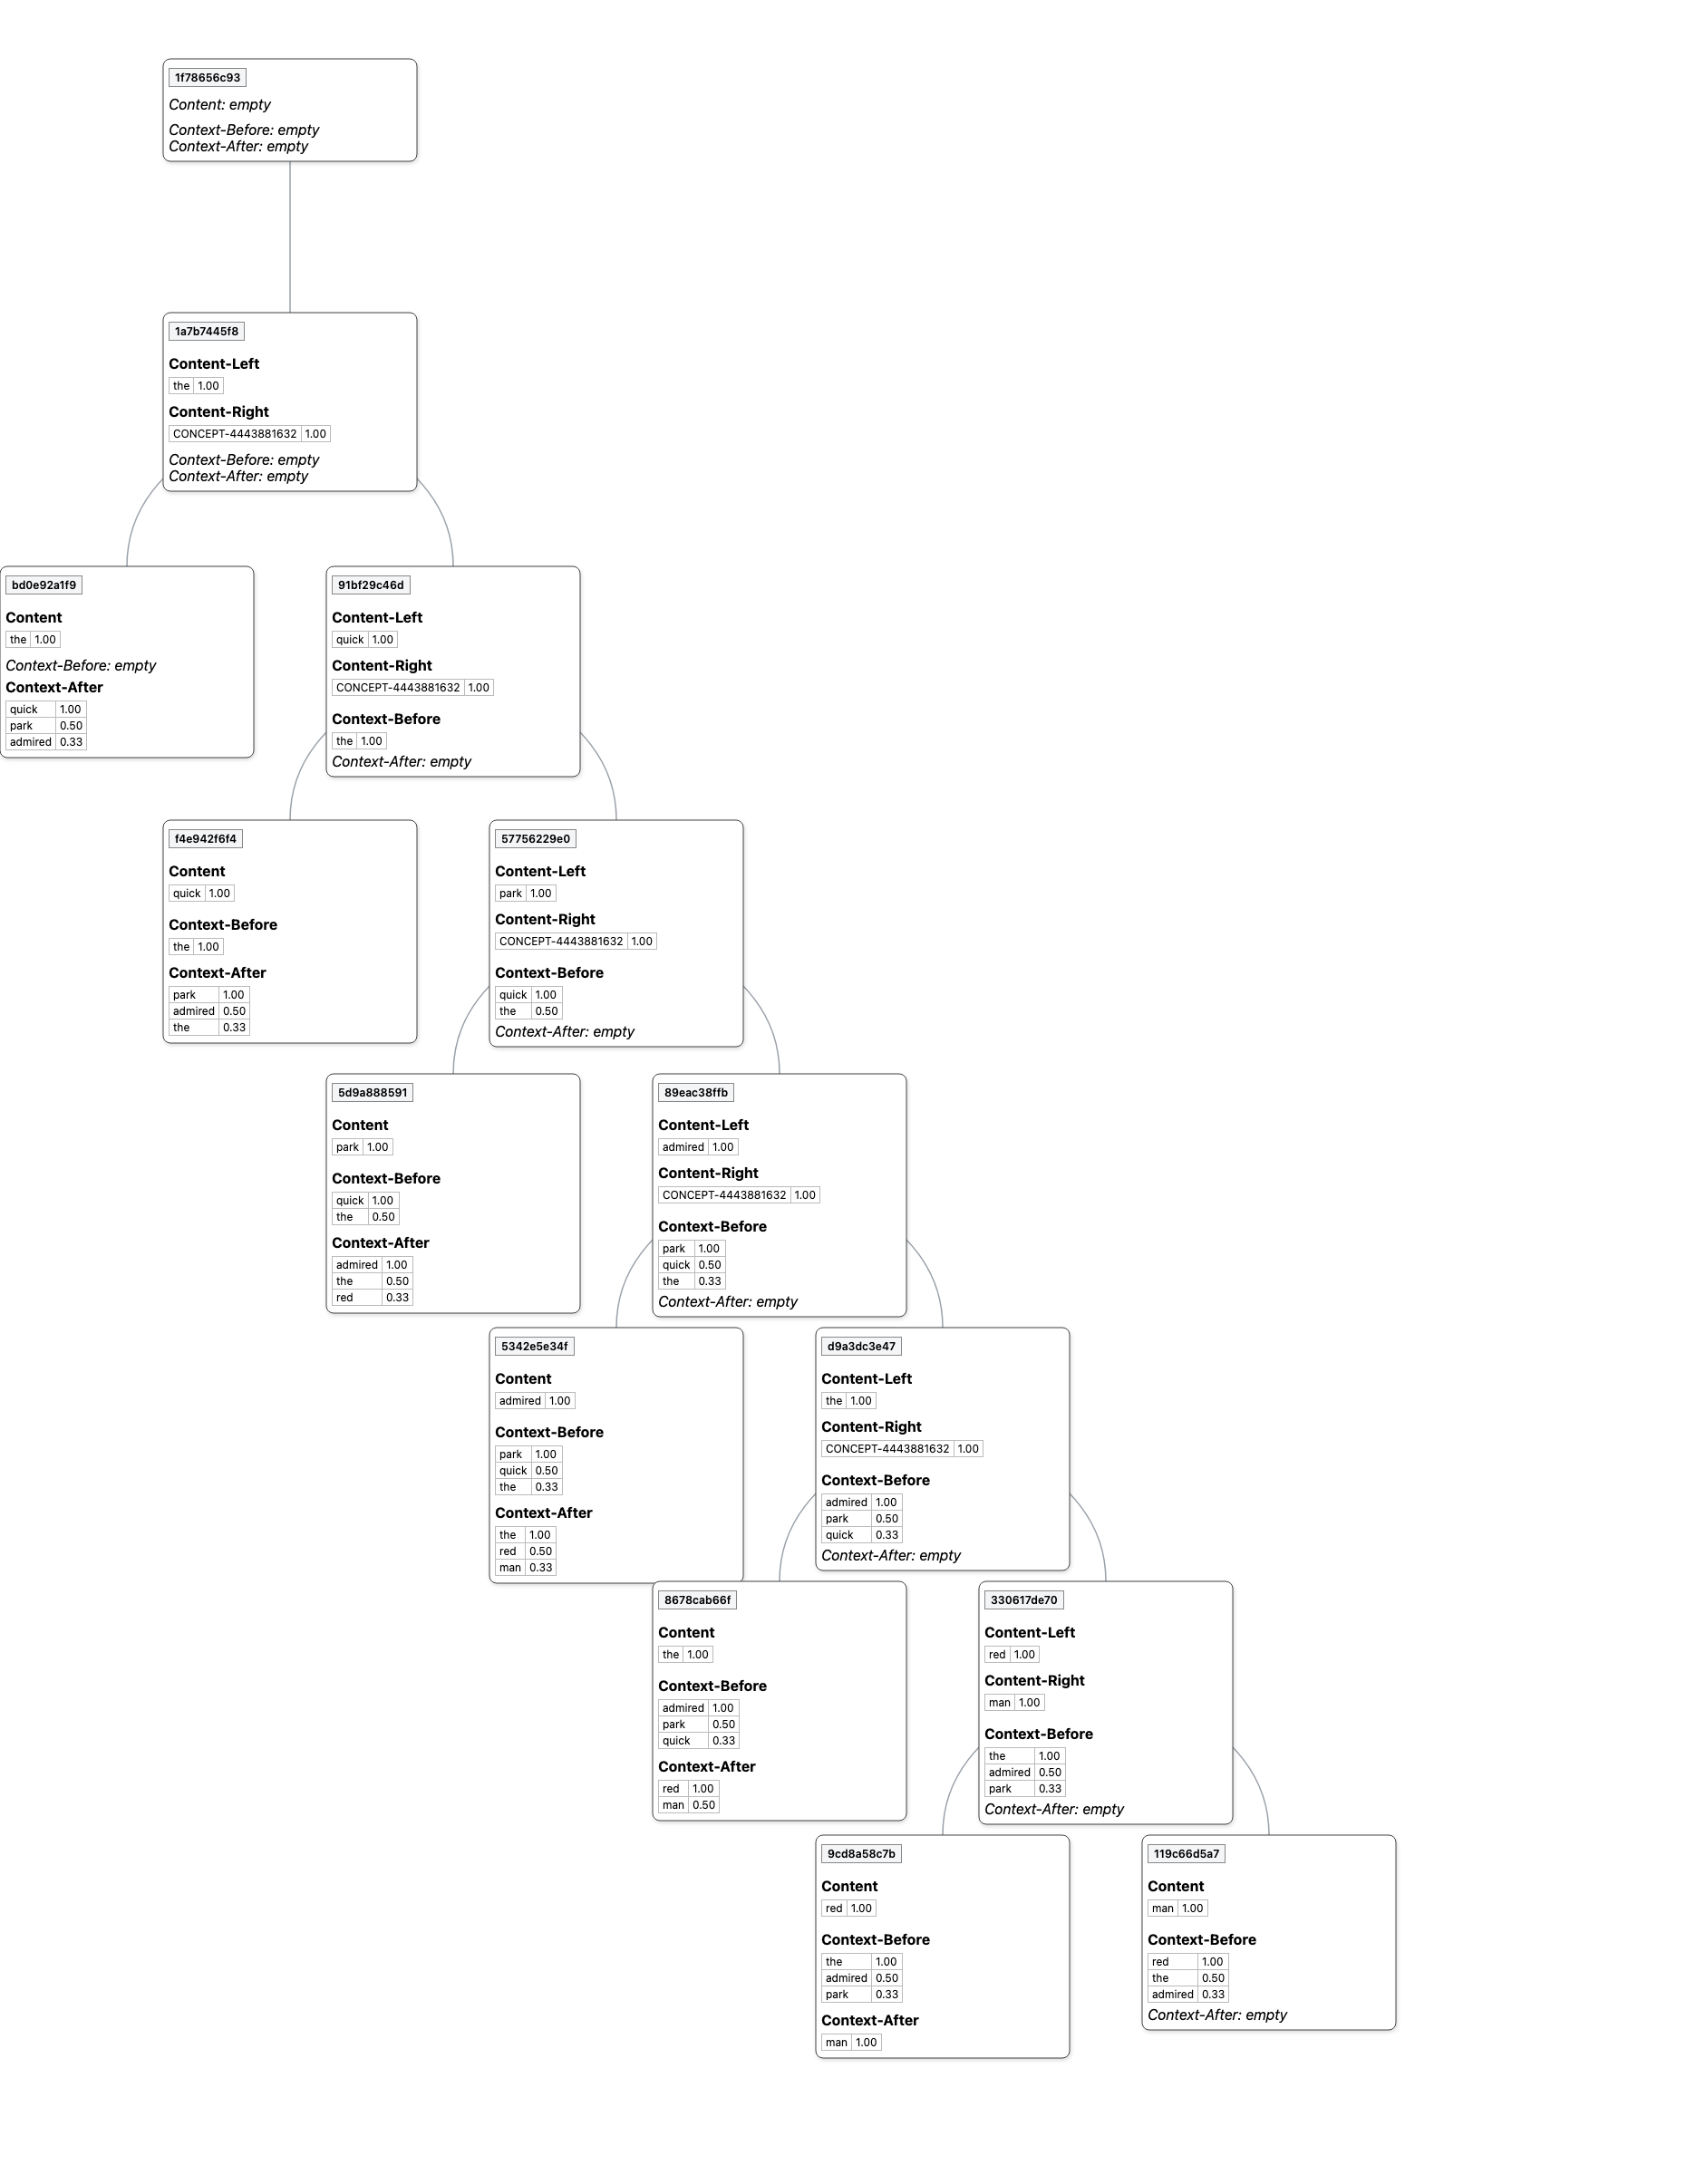 1f78656c93
Content: empty
Context-Before: empty
Context-After: empty
1a7b7445f8
Content-Left
the 1.00
Content-Right
CONCEPT-4443881632 1.00
Context-Before: empty
Context-After: empty
bd0e92a1f9
Content
the 1.00
Context-Before: empty
Context-After
quick 1.00
park 0.50
admired 0.33
91bf29c46d
Content-Left
quick 1.00
Content-Right
CONCEPT-4443881632 1.00
Context-Before
the 1.00
Context-After: empty
f4e942f6f4
Content
quick 1.00
Context-Before
the 1.00
Context-After
park 1.00
admired 0.50
the 0.33
57756229e0
Content-Left
park 1.00
Content-Right
CONCEPT-4443881632 1.00
Context-Before
quick 1.00
the 0.50
Context-After: empty
5d9a888591
Content
park 1.00
Context-Before
quick 1.00
the 0.50
Context-After
admired 1.00
the 0.50
red 0.33
89eac38ffb
Content-Left
admired 1.00
Content-Right
CONCEPT-4443881632 1.00
Context-Before
park 1.00
quick 0.50
the 0.33
Context-After: empty
5342e5e34f
Content
admired 1.00
Context-Before
park 1.00
quick 0.50
the 0.33
Context-After
the 1.00
red 0.50
man 0.33
d9a3dc3e47
Content-Left
the 1.00
Content-Right
CONCEPT-4443881632 1.00
Context-Before
admired 1.00
park 0.50
quick 0.33
Context-After: empty
8678cab66f
Content
the 1.00
Context-Before
admired 1.00
park 0.50
quick 0.33
Context-After
red 1.00
man 0.50
330617de70
Content-Left
red 1.00
Content-Right
man 1.00
Context-Before
the 1.00
admired 0.50
park 0.33
Context-After: empty
9cd8a58c7b
Content
red 1.00
Context-Before
the 1.00
admired 0.50
park 0.33
Context-After
man 1.00
119c66d5a7
Content
man 1.00
Context-Before
red 1.00
the 0.50
admired 0.33
Context-After: empty